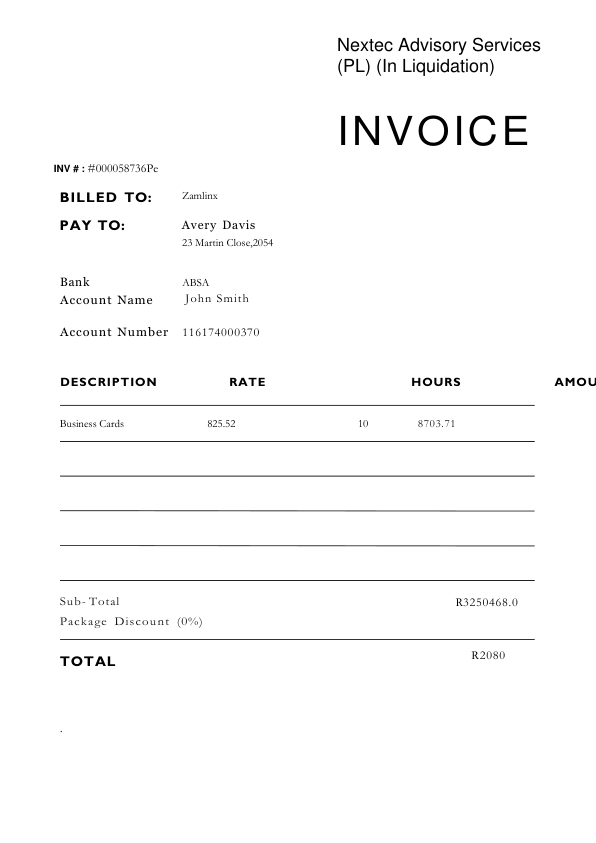 Nextec Advisory Services
(PL) (In Liquidation)
INVOICE
INV # : #000058736Pe
BILLED TO: Zamlinx
PAY TO: Avery Davis
23 Martin Close,2054
Bank ABSA
Account Name John Smith
Account Number 116174000370
DESCRIPTION RATE HOURS AMOU
Business Cards 825.52 10 8703.71
Sub-Total R3250468.0
Package Discount (0%)
TOTAL R2080
.